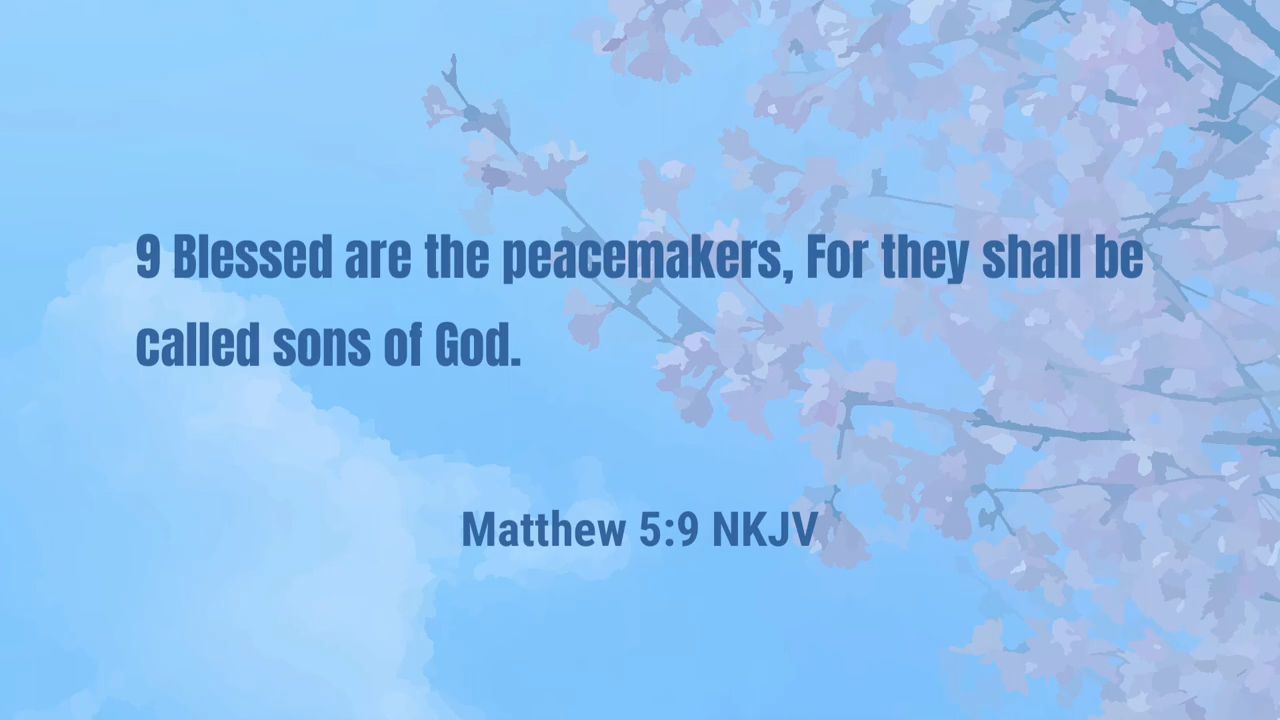 9 Blessed are the peacemakers, For they shall be
called sons of God.
Matthew 5:9 NKJV